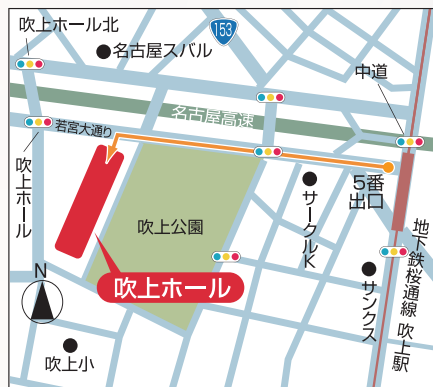 吹上ホール北
名古屋スバル
153
中道
名古屋高速
若宮大通り
吹上ホール
5番
出口
サークルK
吹上公園
地下鉄桜通線 吹上駅
吹上ホール
サンクス
N
吹上小